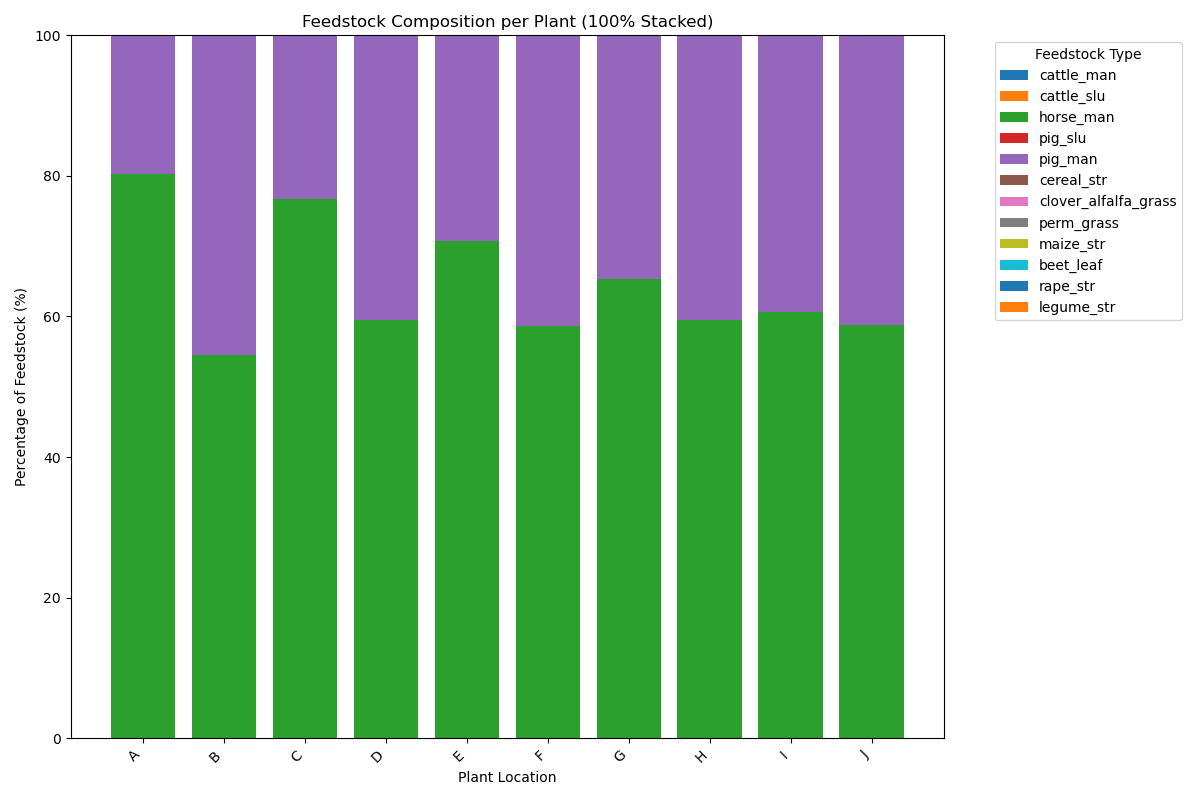 Feedstock Composition per Plant (100% Stacked)
Percentage of Feedstock (%)
100
80
60
40
20
0
A
B
C
D
E
F
G
H
I
J
Plant Location
Feedstock Type
cattle_man
cattle_slu
horse_man
pig_slu
pig_man
cereal_str
clover_alfalfa_grass
perm_grass
maize_str
beet_leaf
rape_str
legume_str